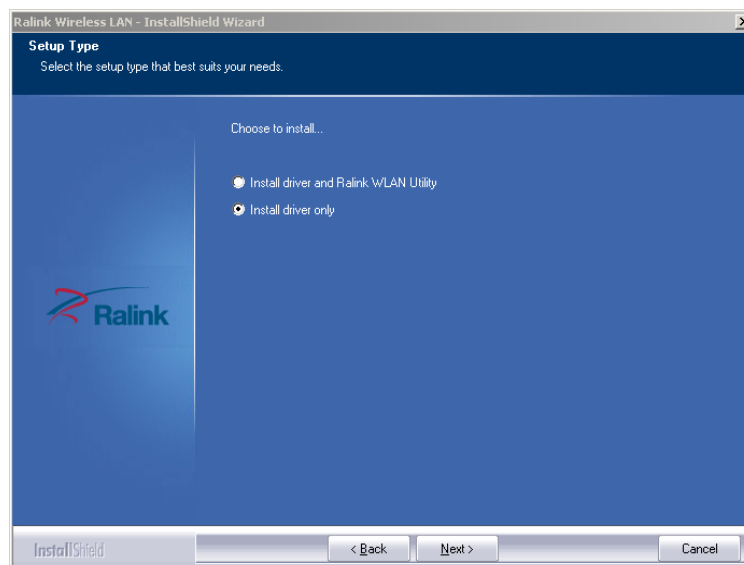 Ralink Wireless LAN - InstallShield Wizard
Setup Type
Select the setup type that best suits your needs.
Choose to install...
Install driver and Ralink WLAN Utility
Install driver only
Ralink
InstallShield
< Back
Next >
Cancel